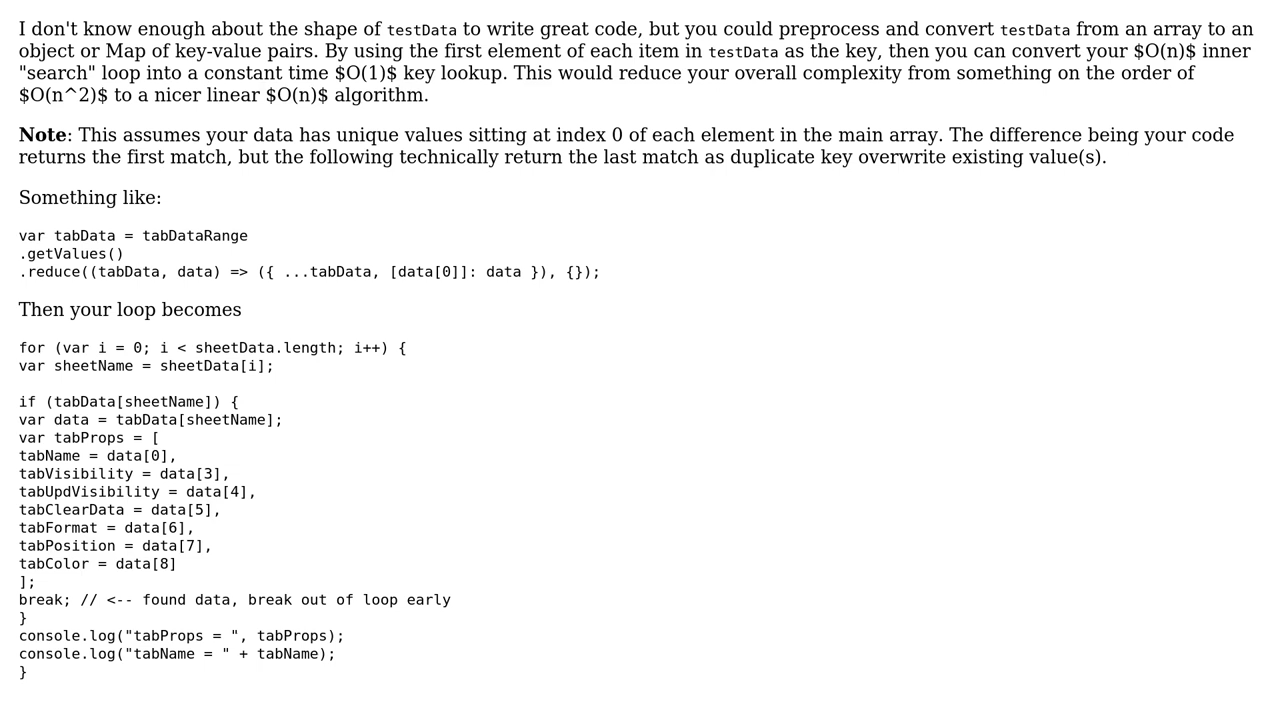 I don't know enough about the shape of testData to write great code, but you could preprocess and convert testData from an array to an
object or Map of key-value pairs. By using the first element of each item in testData as the key, then you can convert your $O(n)$ inner
"search" loop into a constant time $O(1)$ key lookup. This would reduce your overall complexity from something on the order of
$O(n^2)$ to a nicer linear $O(n)$ algorithm.
Note: This assumes your data has unique values sitting at index 0 of each element in the main array. The difference being your code
returns the first match, but the following technically return the last match as duplicate key overwrite existing value(s).
Something like:
var tabData = tabDataRange
.getValues()
.reduce((tabData, data) => ({ ...tabData, [data[0]]: data }), {});
Then your loop becomes
for (var i = 0; i < sheetData.length; i++) {
var sheetName = sheetData[i];
if (tabData[sheetName]) {
var data = tabData[sheetName];
var tabProps = [
tabName = data[0],
tabVisibility = data[3],
tabUpdVisibility = data[4],
tabClearData = data[5],
tabFormat = data[6],
tabPosition = data[7],
tabColor = data[8]
];
break; // <-- found data, break out of loop early
}
console.log("tabProps = ", tabProps);
console.log("tabName = " + tabName);
}